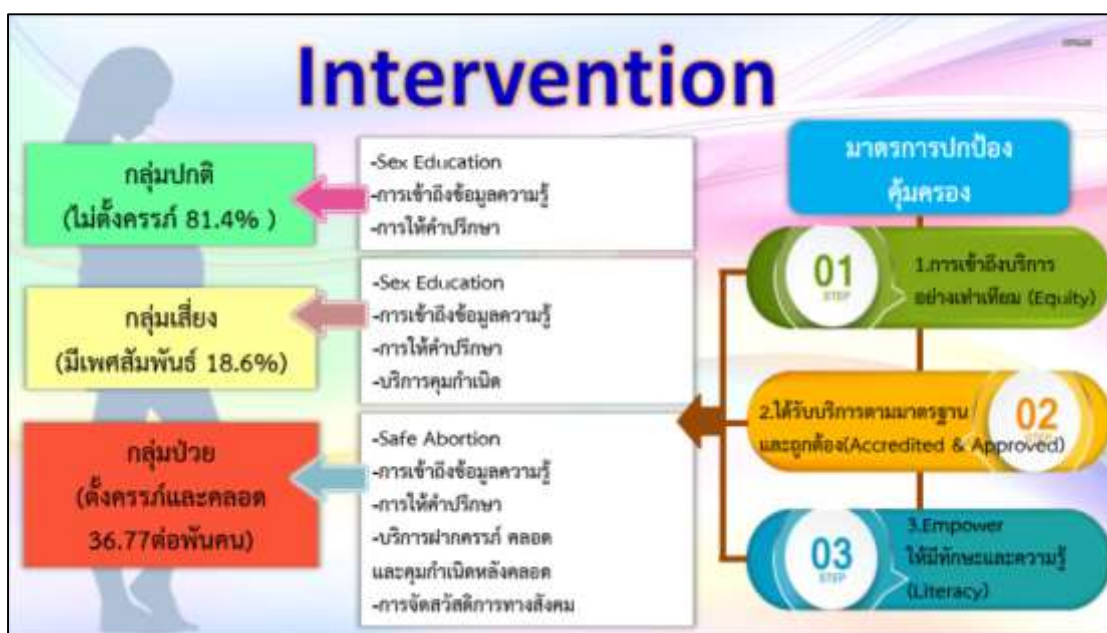 Intervention
กลุ่มปกติ
(ไม่ตั้งครรภ์ 81.4% )
-Sex Education
-การเข้าถึงข้อมูลความรู้
-การให้คำปรึกษา
กลุ่มเสี่ยง
(มีเพศสัมพันธ์ 18.6%)
-Sex Education
-การเข้าถึงข้อมูลความรู้
-การให้คำปรึกษา
-บริการคุมกำเนิด
กลุ่มป่วย
(ตั้งครรภ์และคลอด
36.77ต่อพันคน)
-Safe Abortion
-การเข้าถึงข้อมูลความรู้
-การให้คำปรึกษา
-บริการฝากครรภ์ คลอด
และคุมกำเนิดหลังคลอด
-การจัดสวัสดิการทางสังคม
มาตรการปกป้อง
คุ้มครอง
01
STEP
1.การเข้าถึงบริการ
อย่างเท่าเทียม (Equity)
2.ได้รับบริการตามมาตรฐาน
และถูกต้อง(Accredited & Approved)
02
STEP
03
STEP
3.Empower
ให้มีทักษะและความรู้
(Literacy)